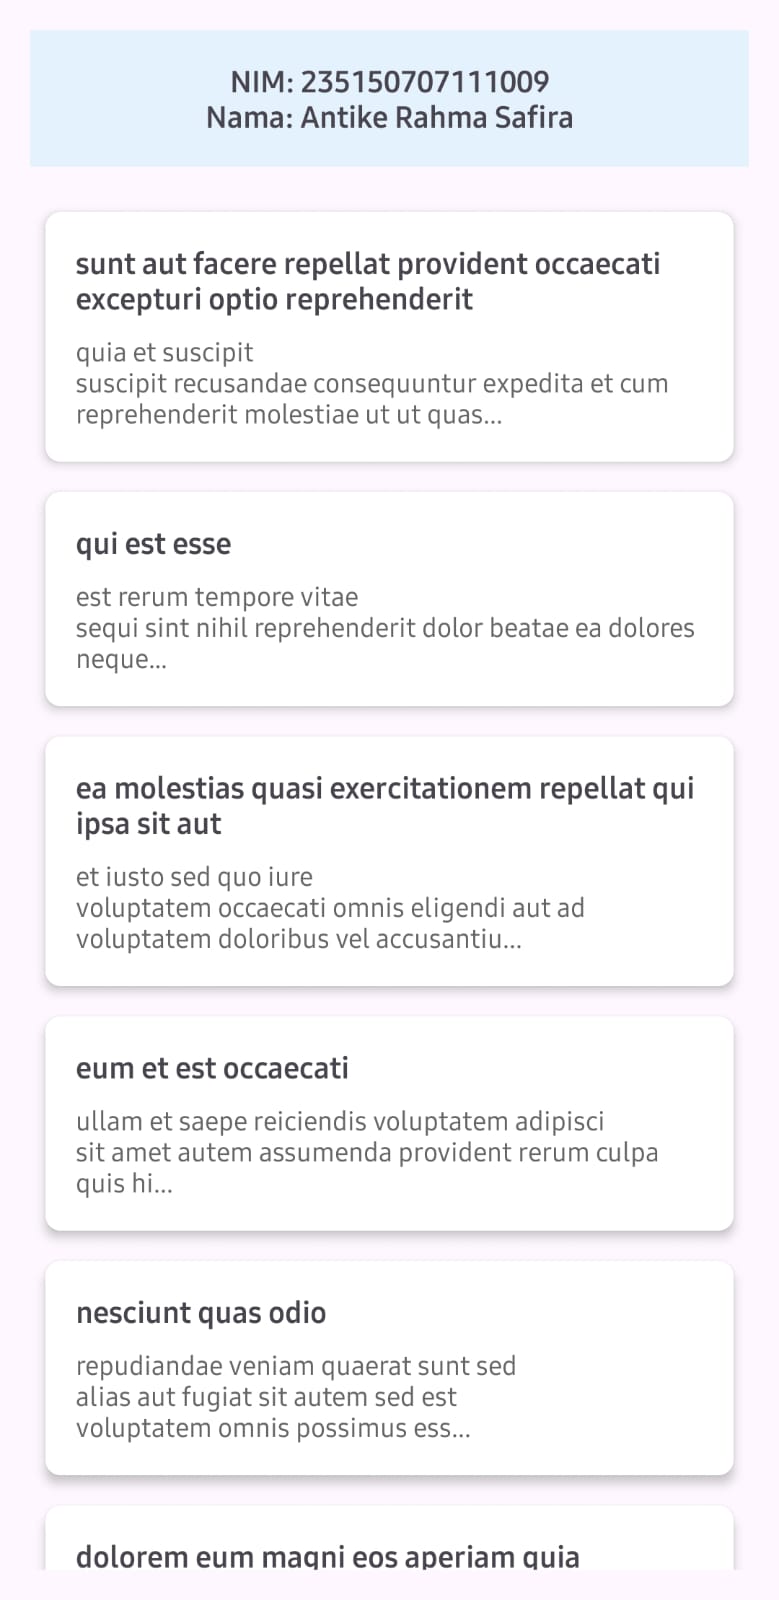 NIM: 235150707111009
Nama: Antike Rahma Safira
sunt aut facere repellat provident occaecati
excepturi optio reprehenderit
quia et suscipit
suscipit recusandae consequuntur expedita et cum
reprehenderit molestiae ut ut quas...
qui est esse
est rerum tempore vitae
sequi sint nihil reprehenderit dolor beatae ea dolores
neque...
ea molestias quasi exercitationem repellat qui
ipsa sit aut
et iusto sed quo iure
voluptatem occaecati omnis eligendi aut ad
voluptatem doloribus vel accusantiu...
eum et est occaecati
ullam et saepe reiciendis voluptatem adipisci
sit amet autem assumenda provident rerum culpa
quis hi...
nesciunt quas odio
repudiandae veniam quaerat sunt sed
alias aut fugiat sit autem sed est
voluptatem omnis possimus ess...
dolorem eum magni eos aperiam quia